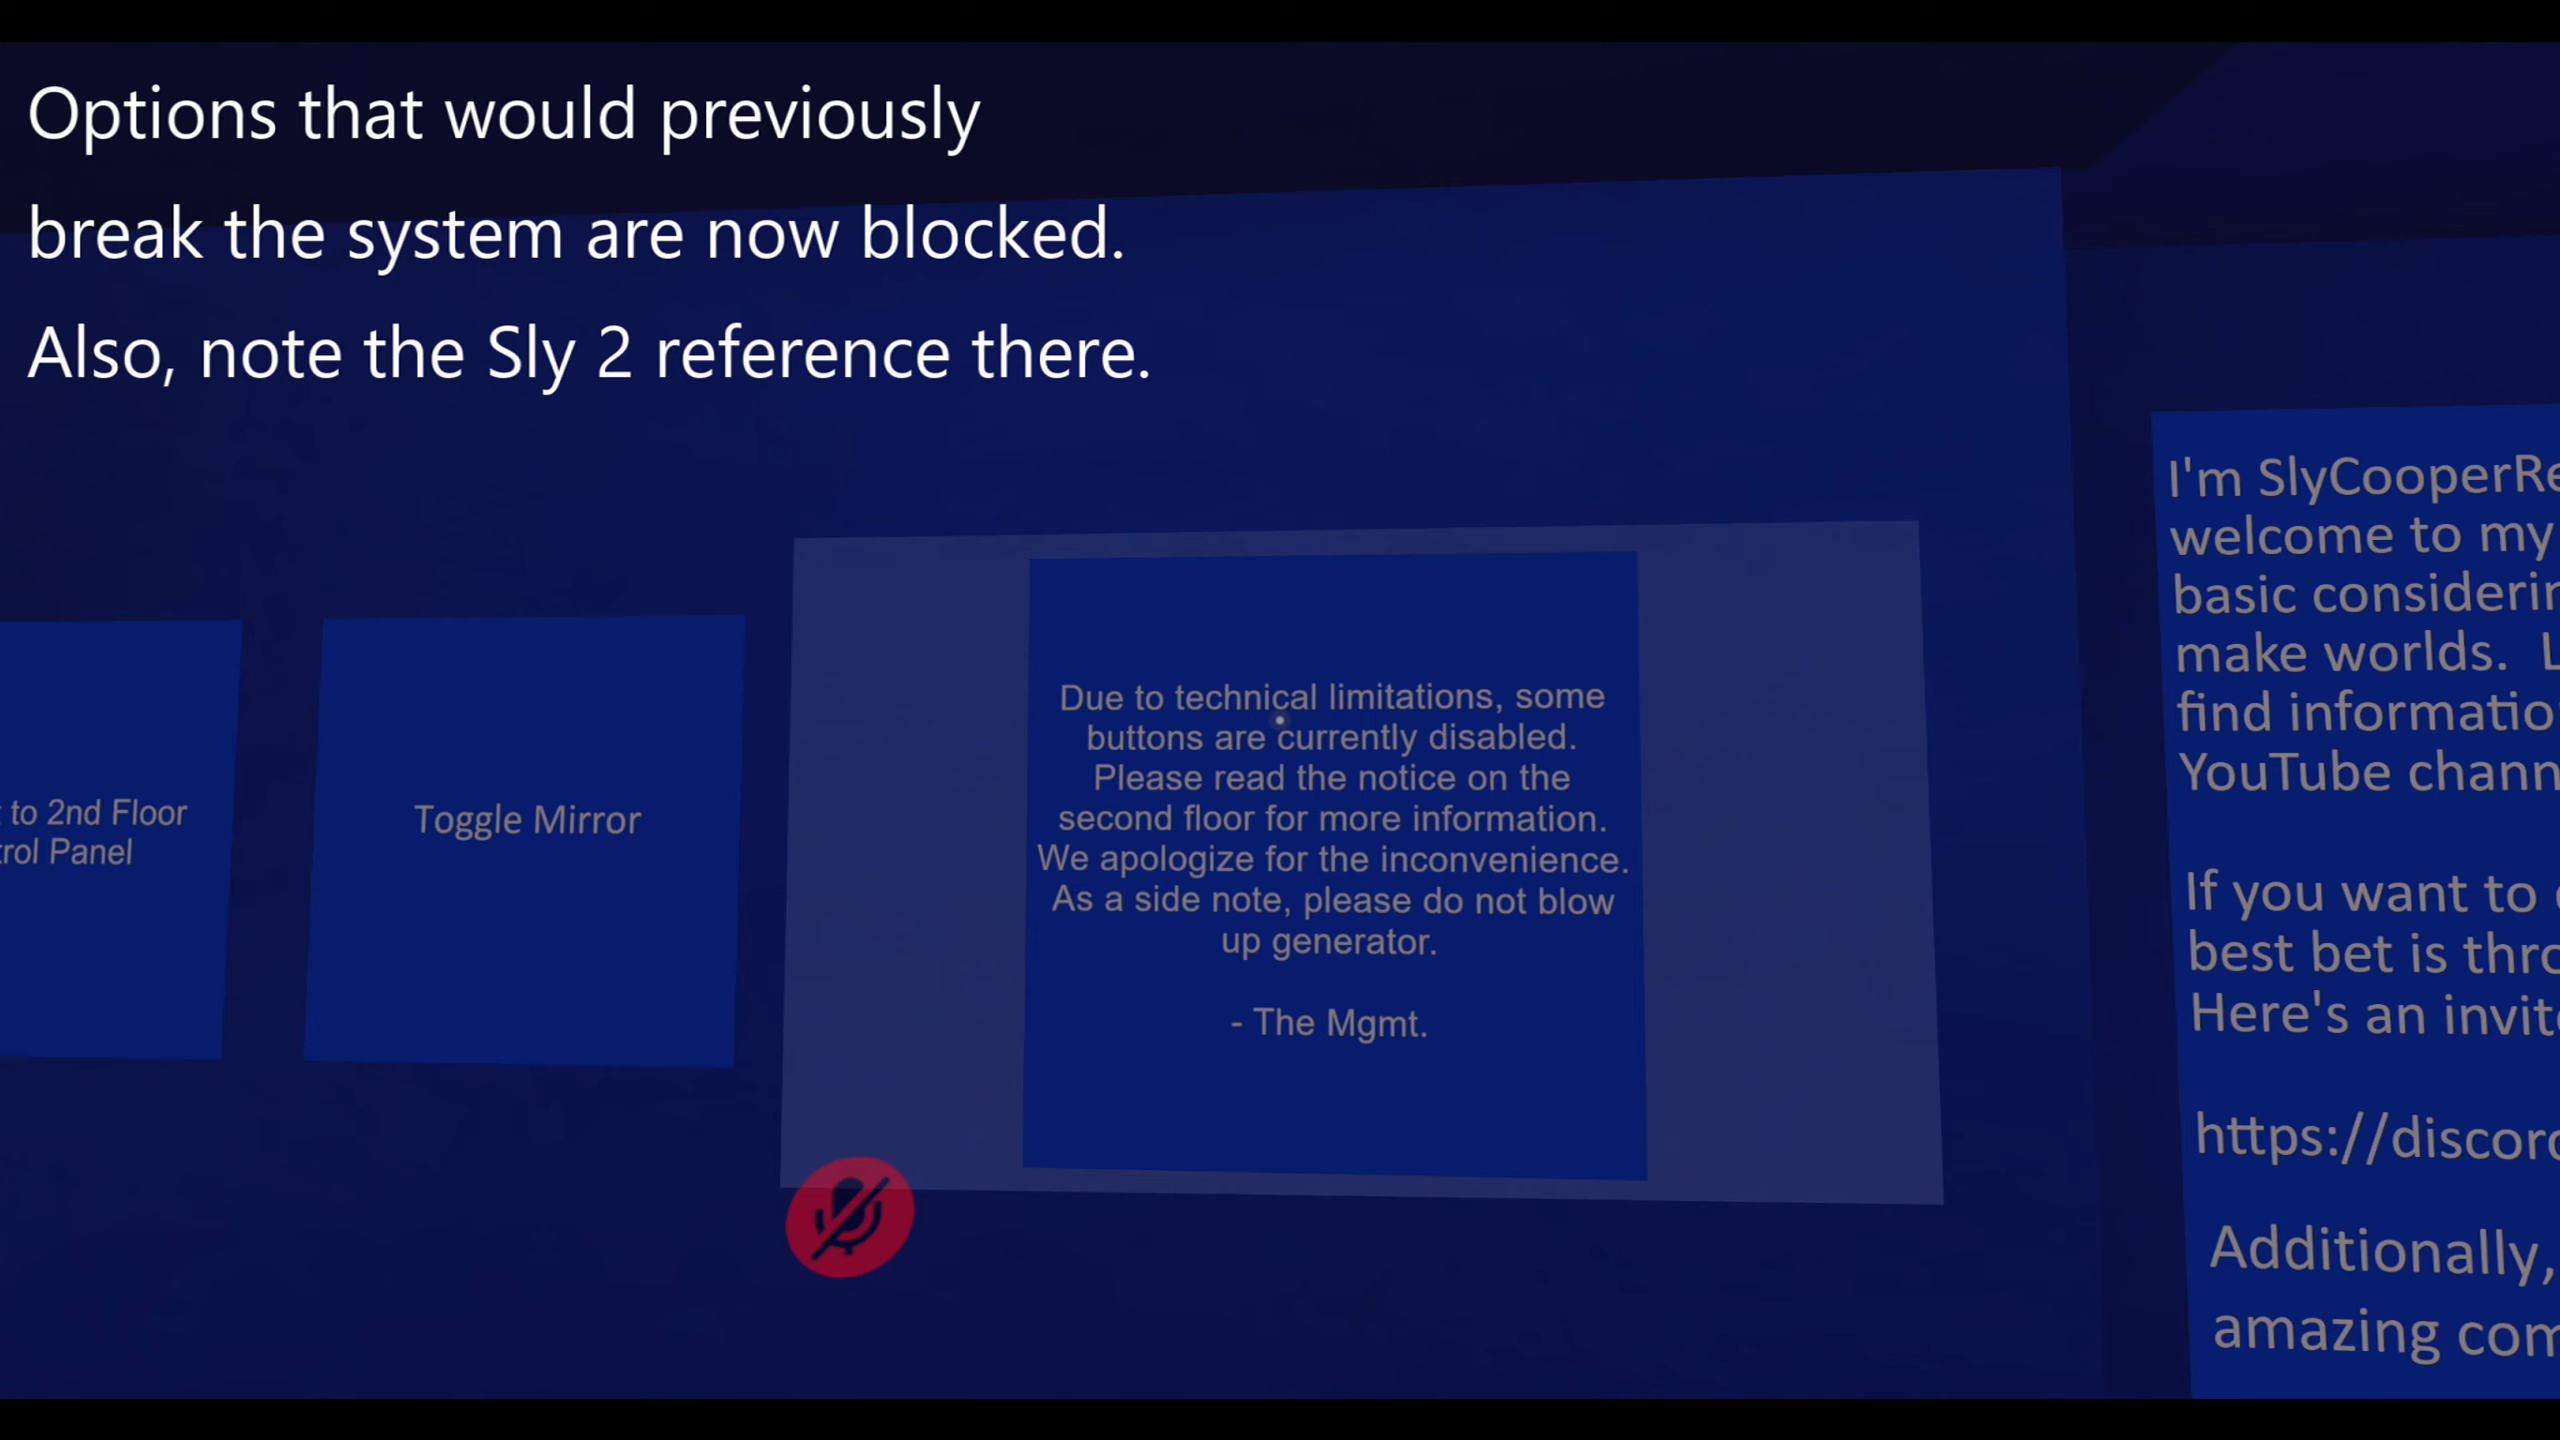 Options that would previously
break the system are now blocked.
Also, note the Sly 2 reference there.
to 2nd Floor
Panel
Toggle Mirror
Due to technical limitations, some
buttons are currently disabled.
Please read the notice on the
second floor for more information.
We apologize for the inconvenience.
As a side note, please do not blow
up generator.
- The Mgmt.
I'm SlyCooperRe
welcome to my
basic considerin
make worlds. L
find informatio
YouTube chann
If you want to
best bet is thro
Here's an invite
https://discord
Additionally,
amazing com